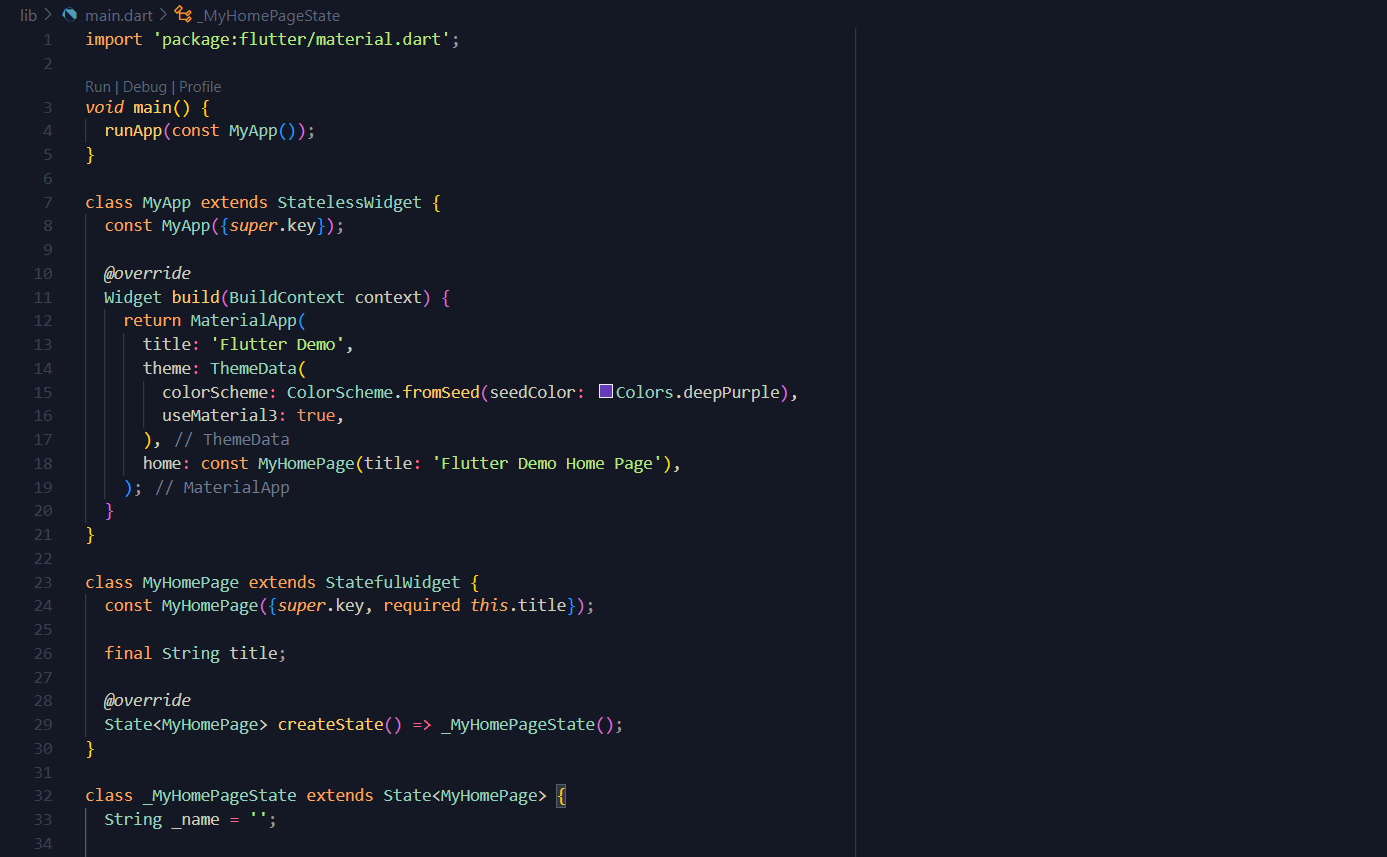 lib > main.dart > _MyHomePageState
1 import 'package:flutter/material.dart';
2
Run | Debug | Profile
3 void main() {
4   runApp(const MyApp());
5 }
6
7 class MyApp extends StatelessWidget {
8   const MyApp({super.key});
9
10   @override
11   Widget build(BuildContext context) {
12     return MaterialApp(
13       title: 'Flutter Demo',
14       theme: ThemeData(
15         colorScheme: ColorScheme.fromSeed(seedColor: Colors.deepPurple),
16         useMaterial3: true,
17       ), // ThemeData
18       home: const MyHomePage(title: 'Flutter Demo Home Page'),
19     ); // MaterialApp
20   }
21 }
22
23 class MyHomePage extends StatefulWidget {
24   const MyHomePage({super.key, required this.title});
25
26   final String title;
27
28   @override
29   State<MyHomePage> createState() => _MyHomePageState();
30 }
31
32 class _MyHomePageState extends State<MyHomePage> {
33   String _name = '';
34